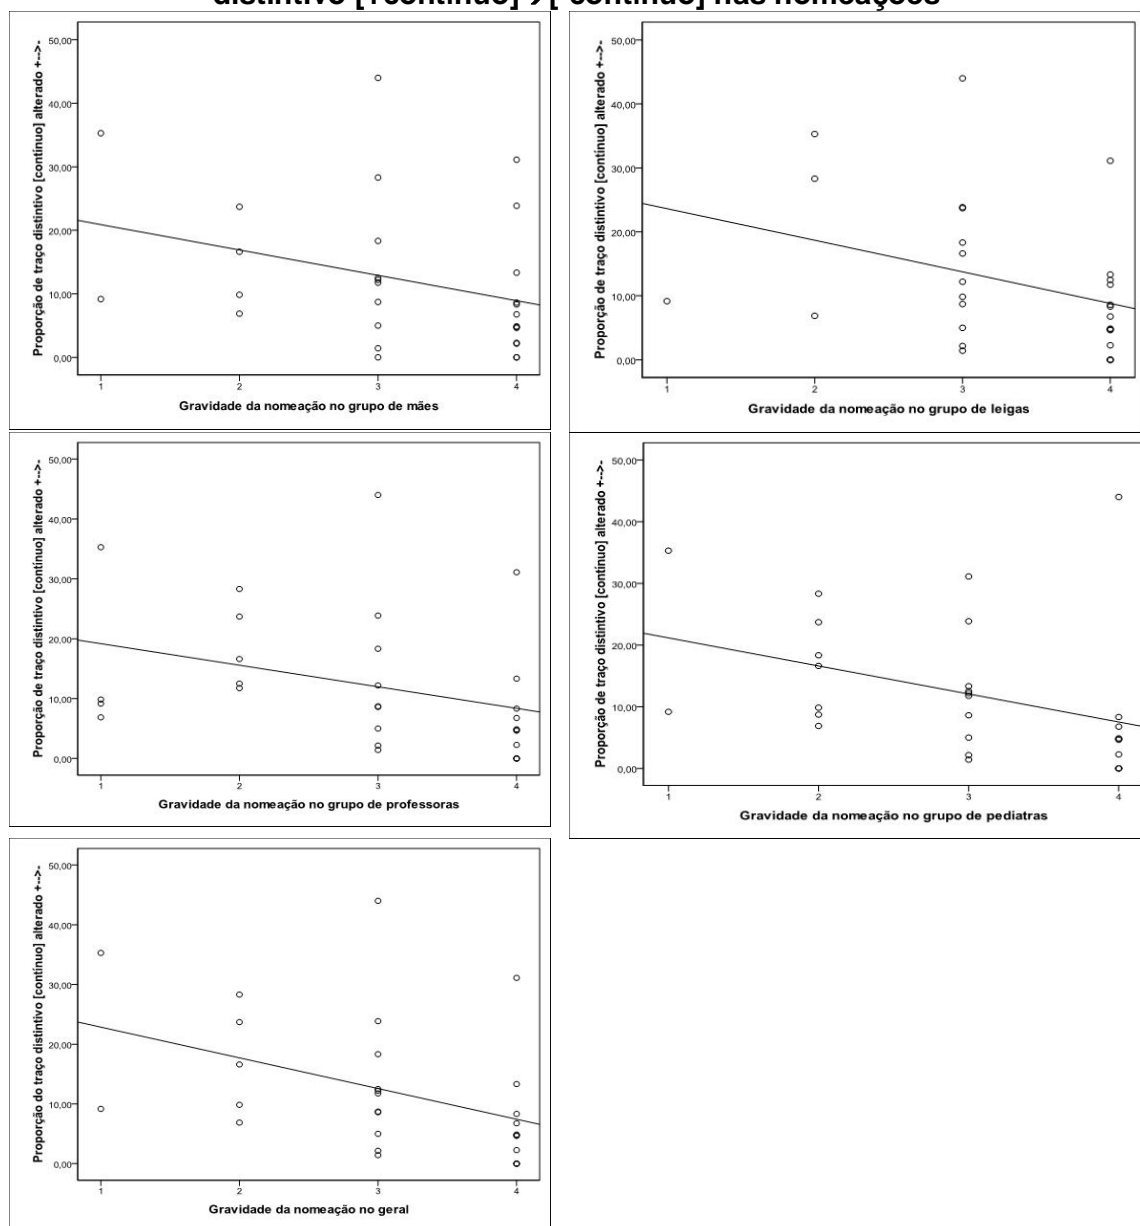 distintivo [+contínuo]→[-contínuo] nas nomeações
Proporção de traço distintivo [contínuo] alterado +-->-
50,00
40,00
30,00
20,00
10,00
0,00
1 2 3 4
Gravidade da nomeação no grupo de mães
Proporção de traço distintivo [contínuo] alterado +-->-
50,00
40,00
30,00
20,00
10,00
0,00
1 2 3 4
Gravidade da nomeação no grupo de leigas
Proporção de traço distintivo [contínuo] alterado +-->-
50,00
40,00
30,00
20,00
10,00
0,00
1 2 3 4
Gravidade da nomeação no grupo de professoras
Proporção de traço distintivo [contínuo] alterado +-->-
50,00
40,00
30,00
20,00
10,00
0,00
1 2 3 4
Gravidade da nomeação no grupo de pediatras
Proporção do traço distintivo [contínuo] alterado +-->-
50,00
40,00
30,00
20,00
10,00
0,00
1 2 3 4
Gravidade da nomeação no geral